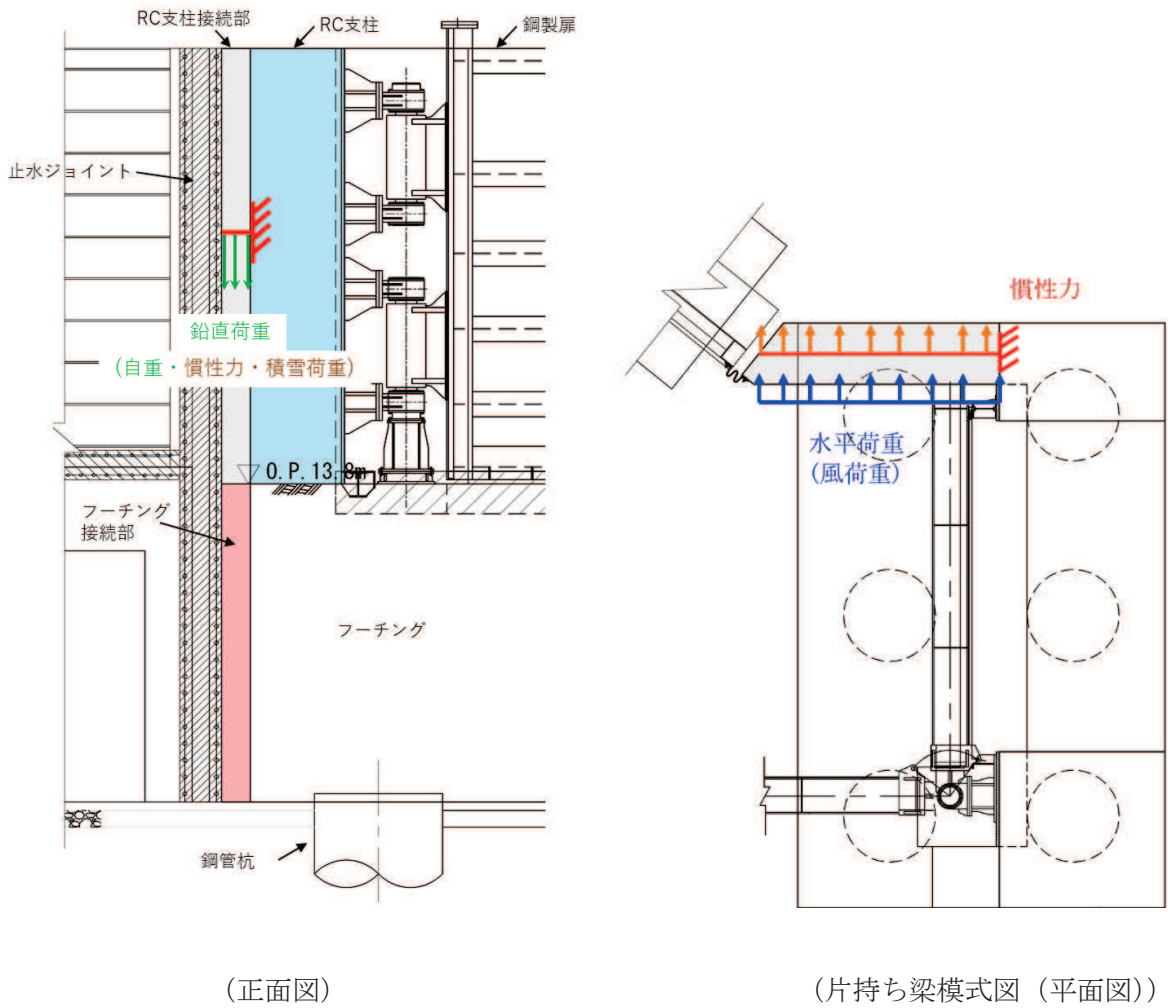 RC支柱接続部
RC支柱
鋼製扉
止水ジョイント
鉛直荷重
(自重・慣性力・積雪荷重)
O.P.13.8m
フーチング
接続部
フーチング
鋼管杭
(正面図)
慣性力
水平荷重
(風荷重)
(片持ち梁模式図(平面図))